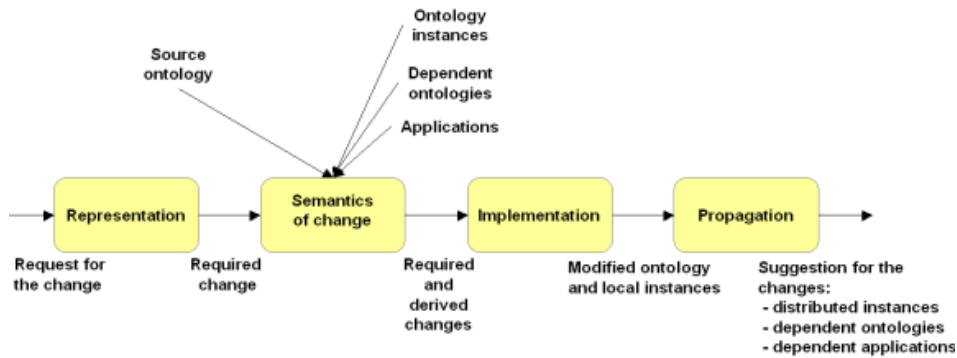 Ontology
instances
Source
ontology
Dependent
ontologies
Applications
Representation
Semantics
of change
Implementation
Propagation
Request for
the change
Required
change
Required
and
derived
changes
Modified ontology
and local instances
Suggestion for the
changes:
- distributed instances
- dependent ontologies
- dependent applications